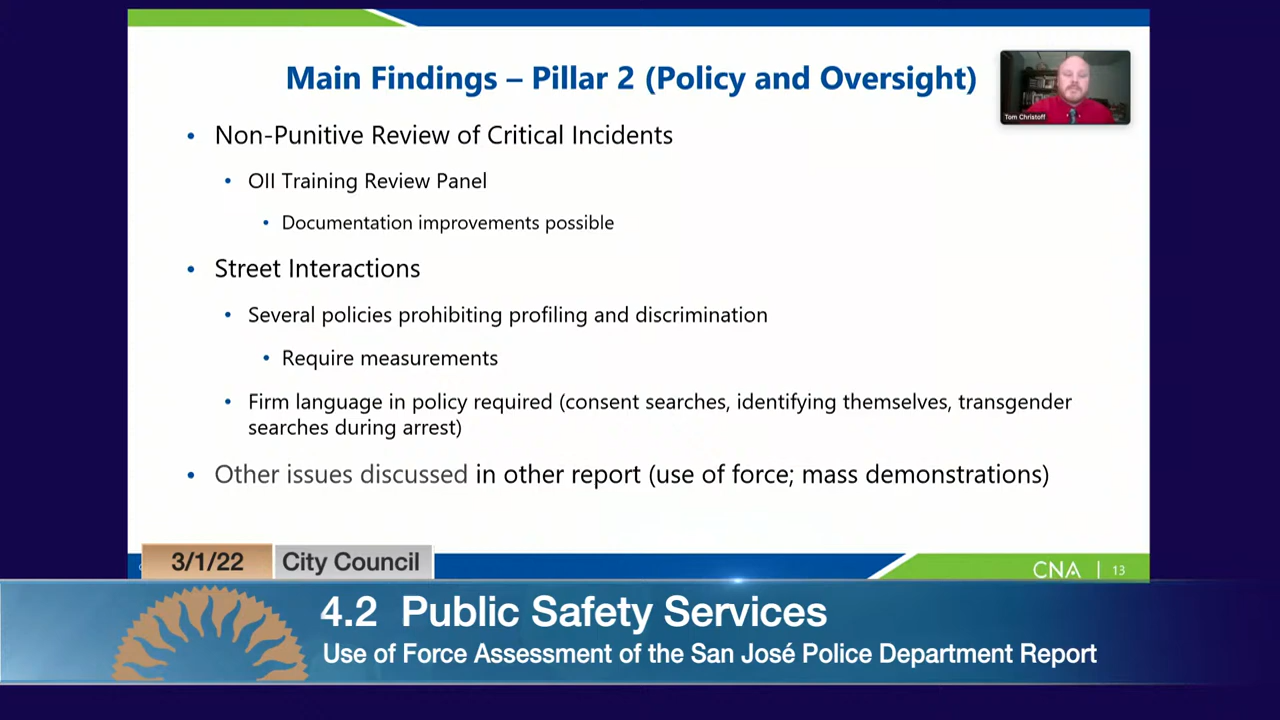 Main Findings – Pillar 2 (Policy and Oversight)
Tom Christoff
• Non-Punitive Review of Critical Incidents
• OII Training Review Panel
• Documentation improvements possible
• Street Interactions
• Several policies prohibiting profiling and discrimination
• Require measurements
• Firm language in policy required (consent searches, identifying themselves, transgender
searches during arrest)
• Other issues discussed in other report (use of force; mass demonstrations)
CNA | 13
3/1/22 City Council
4.2 Public Safety Services
Use of Force Assessment of the San José Police Department Report